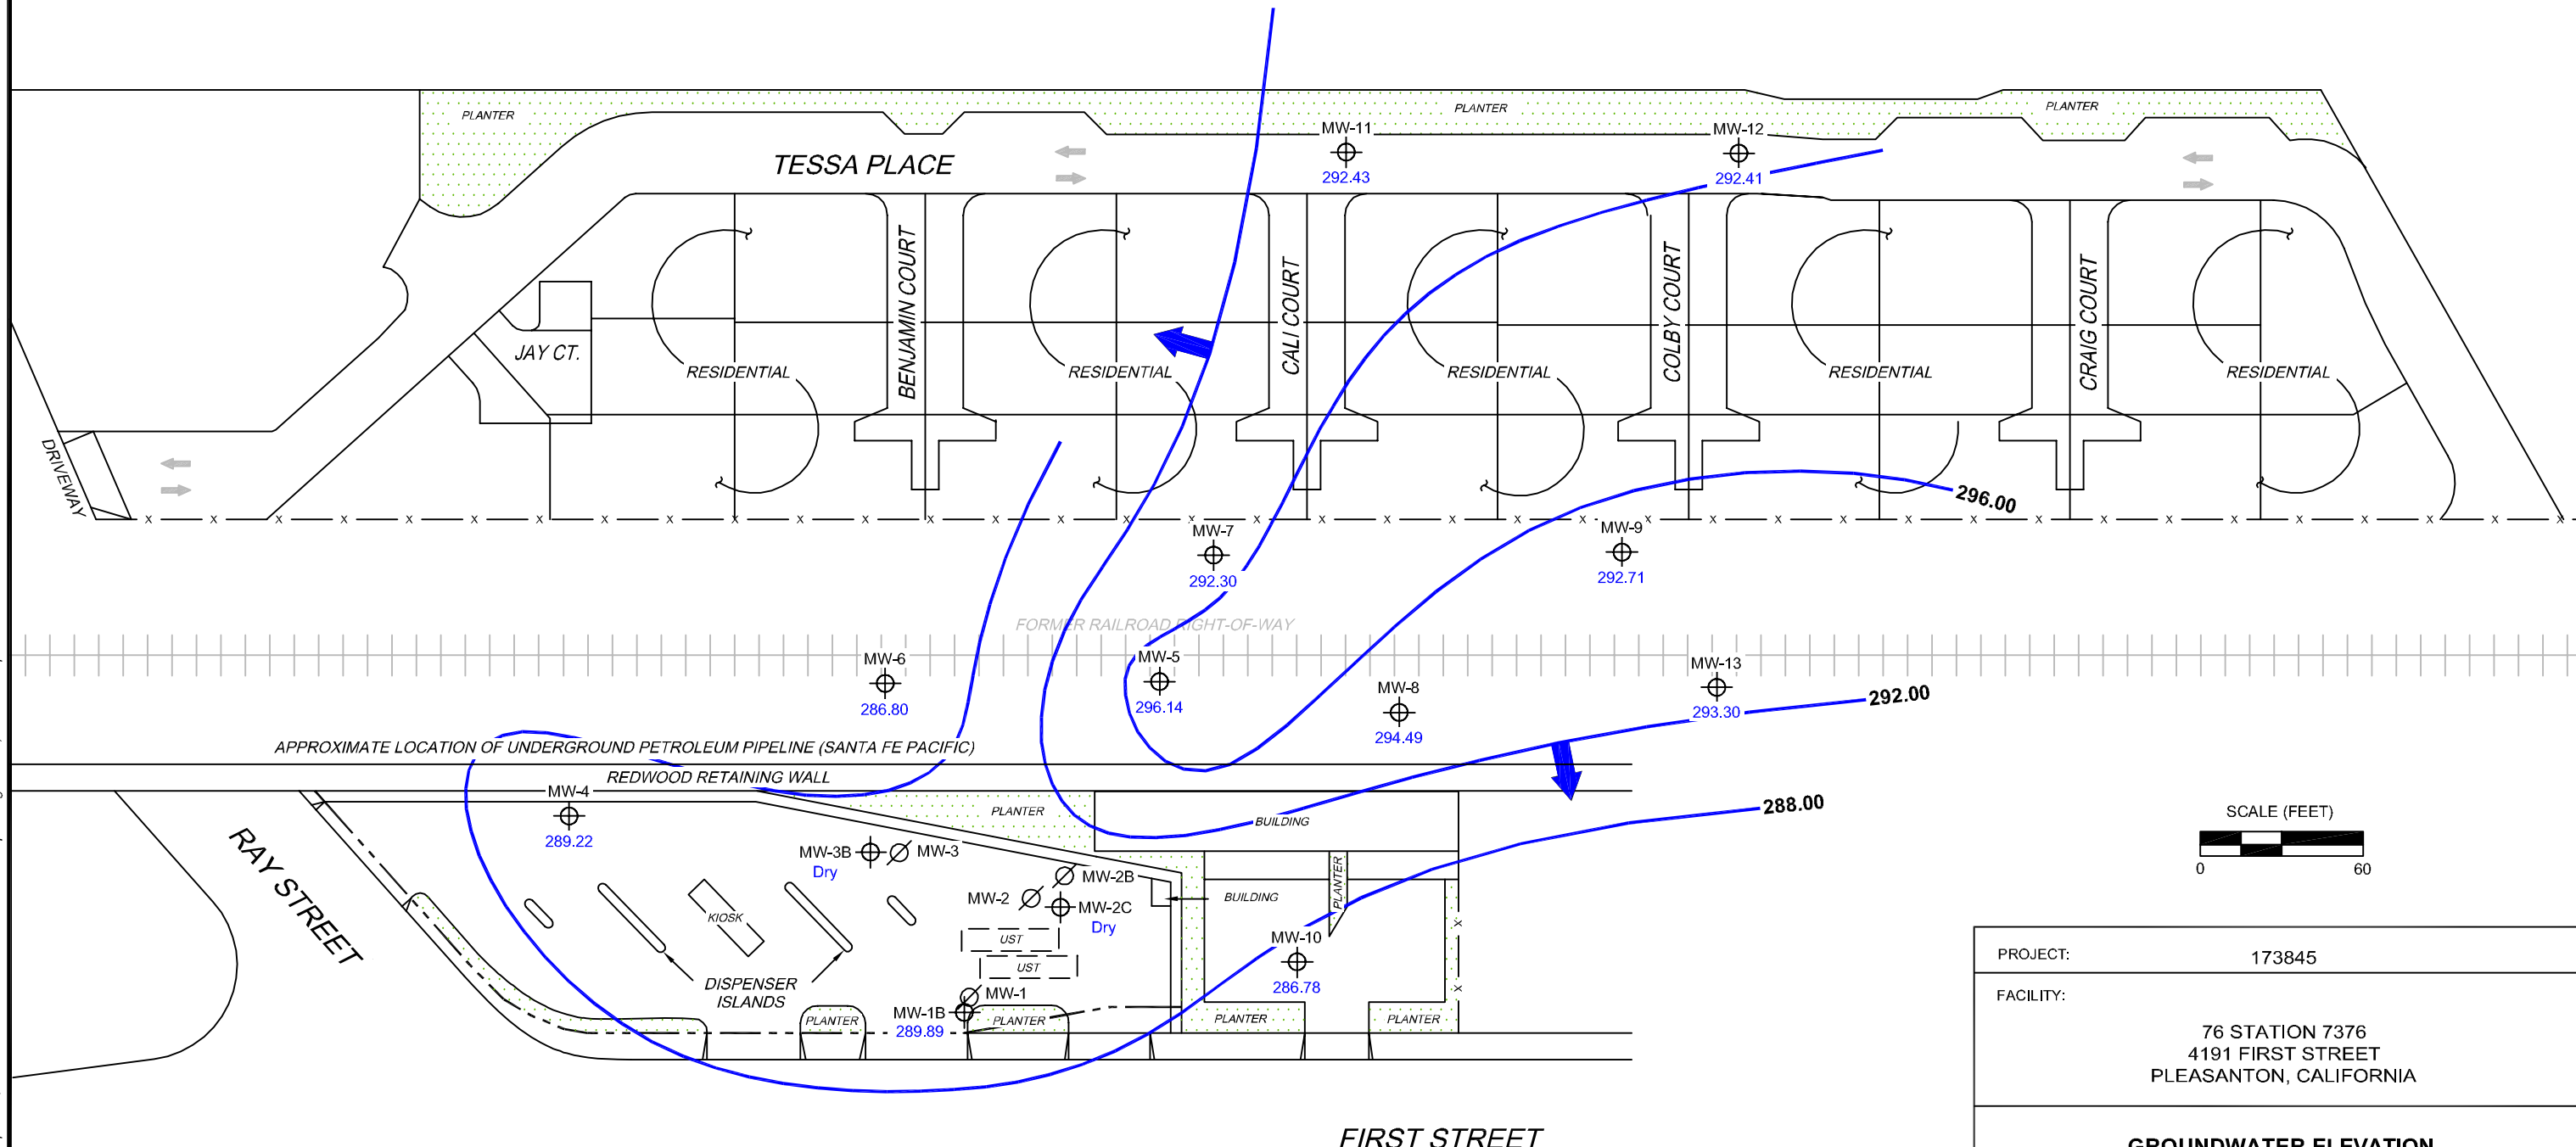 PLANTER
PLANTER
PLANTER
MW-11
MW-12
TESSA PLACE
292.43
292.41
BENJAMIN COURT
CALI COURT
COLBY COURT
CRAIG COURT
JAY CT.
RESIDENTIAL
RESIDENTIAL
RESIDENTIAL
RESIDENTIAL
RESIDENTIAL
DRIVEWAY
296.00
X X X X X X X X X X X X X X X X X X X X X X X X X X X X X X X X X X X X X X
MW-7
MW-9
292.30
292.71
FORMER RAILROAD RIGHT-OF-WAY
MW-6
MW-5
MW-13
MW-8
286.80
296.14
293.30
292.00
294.49
APPROXIMATE LOCATION OF UNDERGROUND PETROLEUM PIPELINE (SANTA FE PACIFIC)
REDWOOD RETAINING WALL
MW-4
PLANTER
BUILDING
288.00
SCALE (FEET)
0 60
289.22
RAY STREET
MW-3B
MW-3
Dry
MW-2B
MW-2
MW-2C
Dry
BUILDING
PLANTER
KIOSK
X
UST
UST
MW-10
286.78
X
DISPENSER
ISLANDS
MW-1
MW-1B
289.89
PLANTER
PLANTER
PLANTER
PLANTER
FIRST STREET
PROJECT: 173845
FACILITY:
76 STATION 7376
4191 FIRST STREET
PLEASANTON, CALIFORNIA
GROUNDWATER ELEVATION